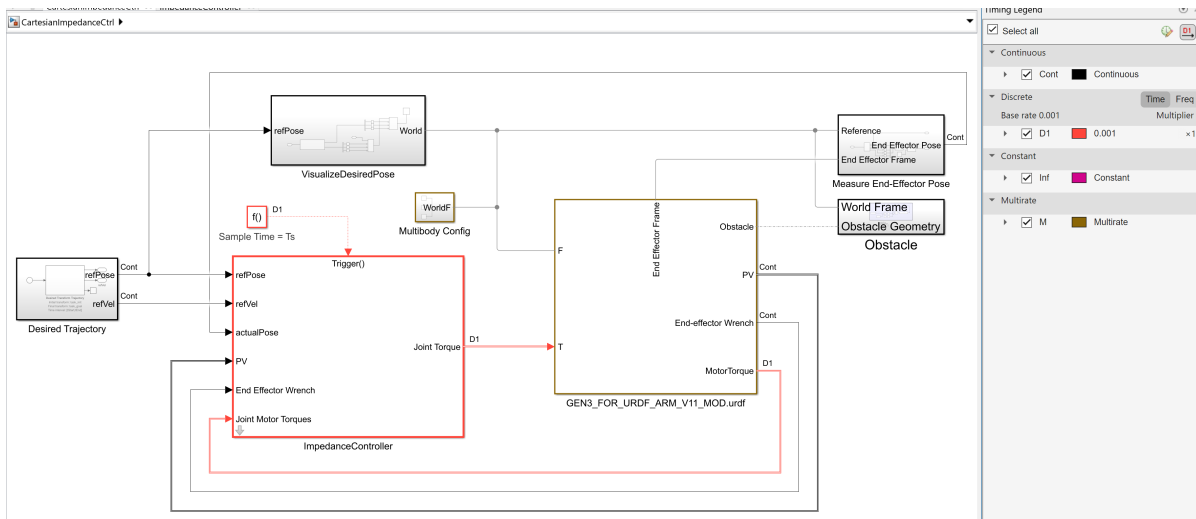 CartesianImpedanceCtrl
Timing Legend
Select all
Continuous
Cont
Continuous
Discrete
Time Freq
Base rate 0.001
Multiplier
D1
0.001
×1
Constant
Inf
Constant
Multirate
M
Multirate
refPose
World
VisualizeDesiredPose
Reference
End Effector Pose
End Effector Frame
Cont
Measure End-Effector Pose
WorldF
Multibody Config
World Frame
Obstacle Geometry
Obstacle
f()
D1
Sample Time = Ts
refPose
Cont
refVel
Cont
Desired Trajectory
Trigger()
refPose
refVel
actualPose
PV
End Effector Wrench
Joint Motor Torques
Joint Torque
D1
ImpedanceController
End Effector Frame
F
T
Obstacle
PV
Cont
End-effector Wrench
Cont
MotorTorque
D1
GEN3_FOR_URDF_ARM_V11_MOD.urdf